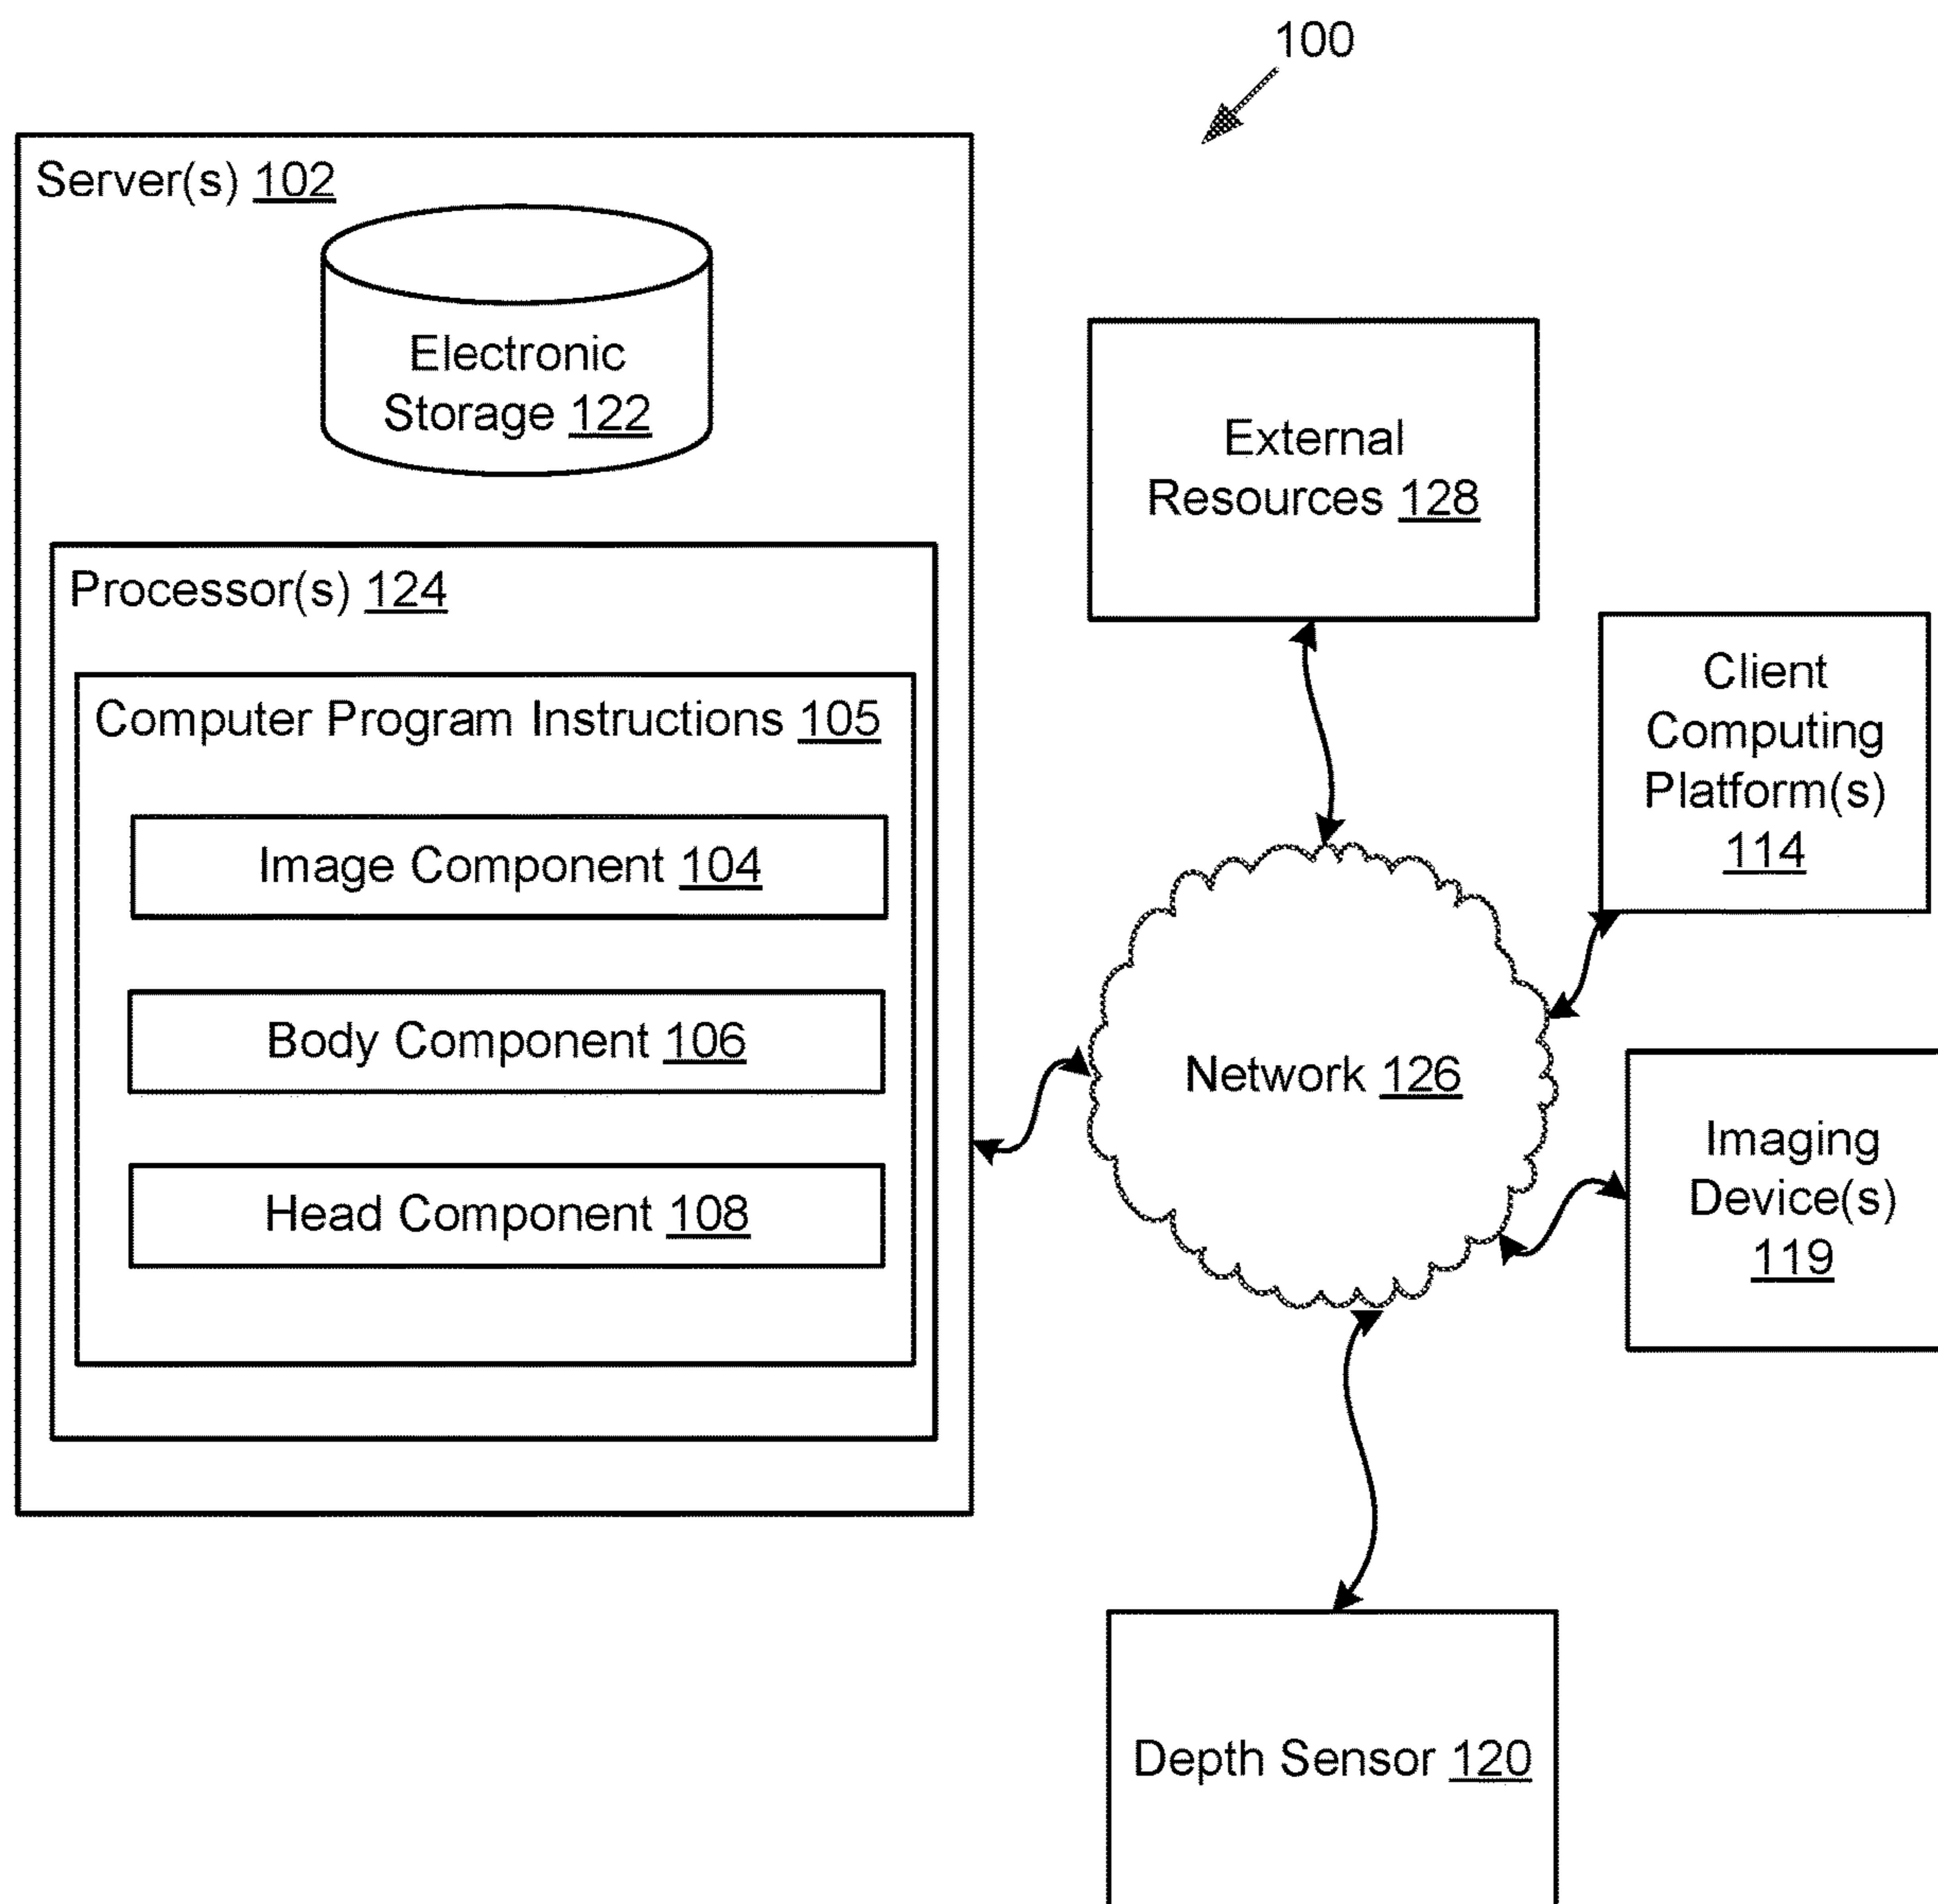 100
Server(s) 102
Electronic
Storage 122
Processor(s) 124
Computer Program Instructions 105
Image Component 104
Body Component 106
Head Component 108
External
Resources 128
Client
Computing
Platform(s)
114
Network 126
Imaging
Device(s)
119
Depth Sensor 120